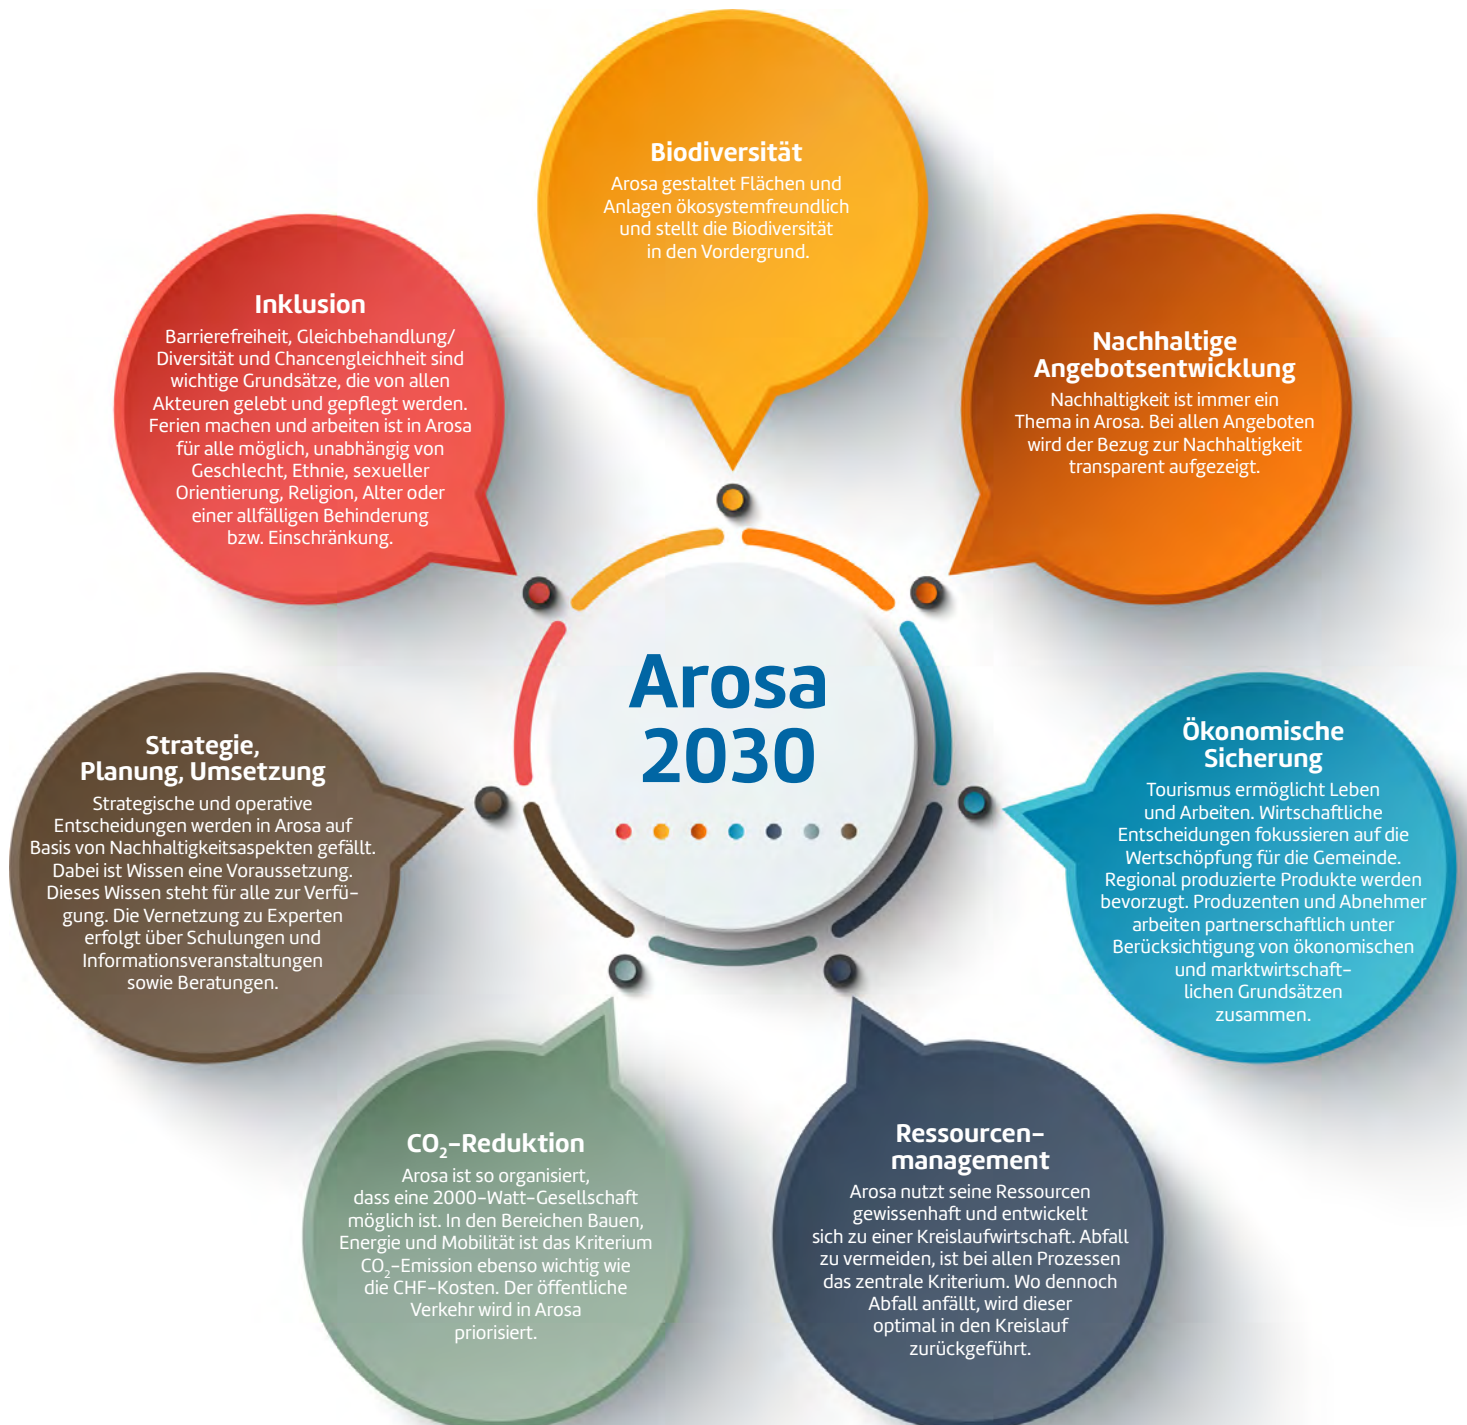 Biodiversität
Arosa gestaltet Flächen und
Anlagen ökosystemfreundlich
und stellt die Biodiversität
in den Vordergrund.
Inklusion
Barrierefreiheit, Gleichbehandlung/
Diversität und Chancengleichheit sind
wichtige Grundsätze, die von allen
Akteuren gelebt und gepflegt werden.
Ferien machen und arbeiten ist in Arosa
für alle möglich, unabhängig von
Geschlecht, Ethnie, sexueller
Orientierung, Religion, Alter oder
einer allfälligen Behinderung
bzw. Einschränkung.
Nachhaltige
Angebotsentwicklung
Nachhaltigkeit ist immer ein
Thema in Arosa. Bei allen Angeboten
wird der Bezug zur Nachhaltigkeit
transparent aufgezeigt.
Arosa
2030
Strategie,
Planung, Umsetzung
Strategische und operative
Entscheidungen werden in Arosa auf
Basis von Nachhaltigkeitsaspekten gefällt.
Dabei ist Wissen eine Voraussetzung.
Dieses Wissen steht für alle zur Verfü-
gung. Die Vernetzung zu Experten
erfolgt über Schulungen und
Informationsveranstaltungen
sowie Beratungen.
Ökonomische
Sicherung
Tourismus ermöglicht Leben
und Arbeiten. Wirtschaftliche
Entscheidungen fokussieren auf die
Wertschöpfung für die Gemeinde.
Regional produzierte Produkte werden
bevorzugt. Produzenten und Abnehmer
arbeiten partnerschaftlich unter
Berücksichtigung von ökonomischen
und marktwirtschaft-
lichen Grundsätzen
zusammen.
CO₂-Reduktion
Arosa ist so organisiert,
dass eine 2000-Watt-Gesellschaft
möglich ist. In den Bereichen Bauen,
Energie und Mobilität ist das Kriterium
CO₂-Emission ebenso wichtig wie
die CHF-Kosten. Der öffentliche
Verkehr wird in Arosa
priorisiert.
Ressourcen-
management
Arosa nutzt seine Ressourcen
gewissenhaft und entwickelt
sich zu einer Kreislaufwirtschaft. Abfall
zu vermeiden, ist bei allen Prozessen
das zentrale Kriterium. Wo dennoch
Abfall anfällt, wird dieser
optimal in den Kreislauf
zurückgeführt.